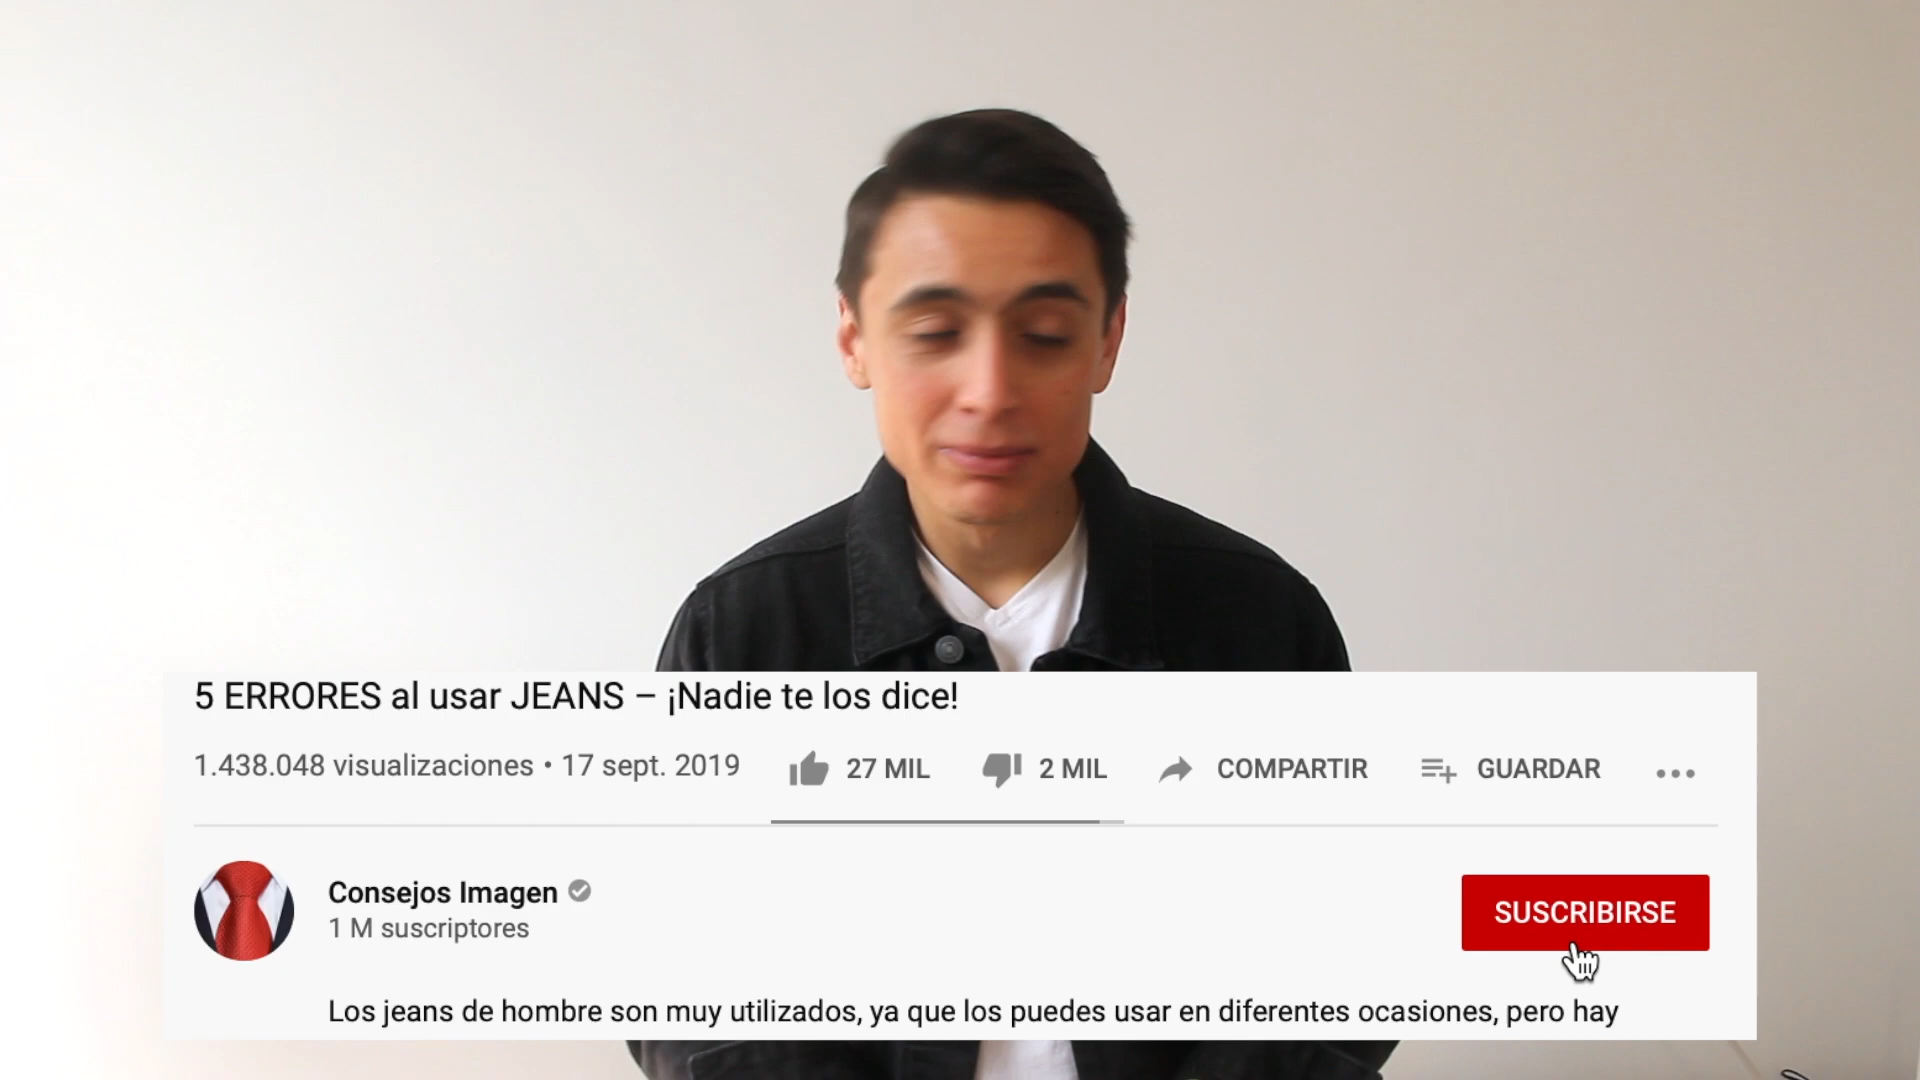 5 ERRORES al usar JEANS – ¡Nadie te los dice!
1.438.048 visualizaciones • 17 sept. 2019 27 MIL 2 MIL COMPARTIR GUARDAR
Consejos Imagen
1 M suscriptores
SUSCRIBIRSE
Los jeans de hombre son muy utilizados, ya que los puedes usar en diferentes ocasiones, pero hay